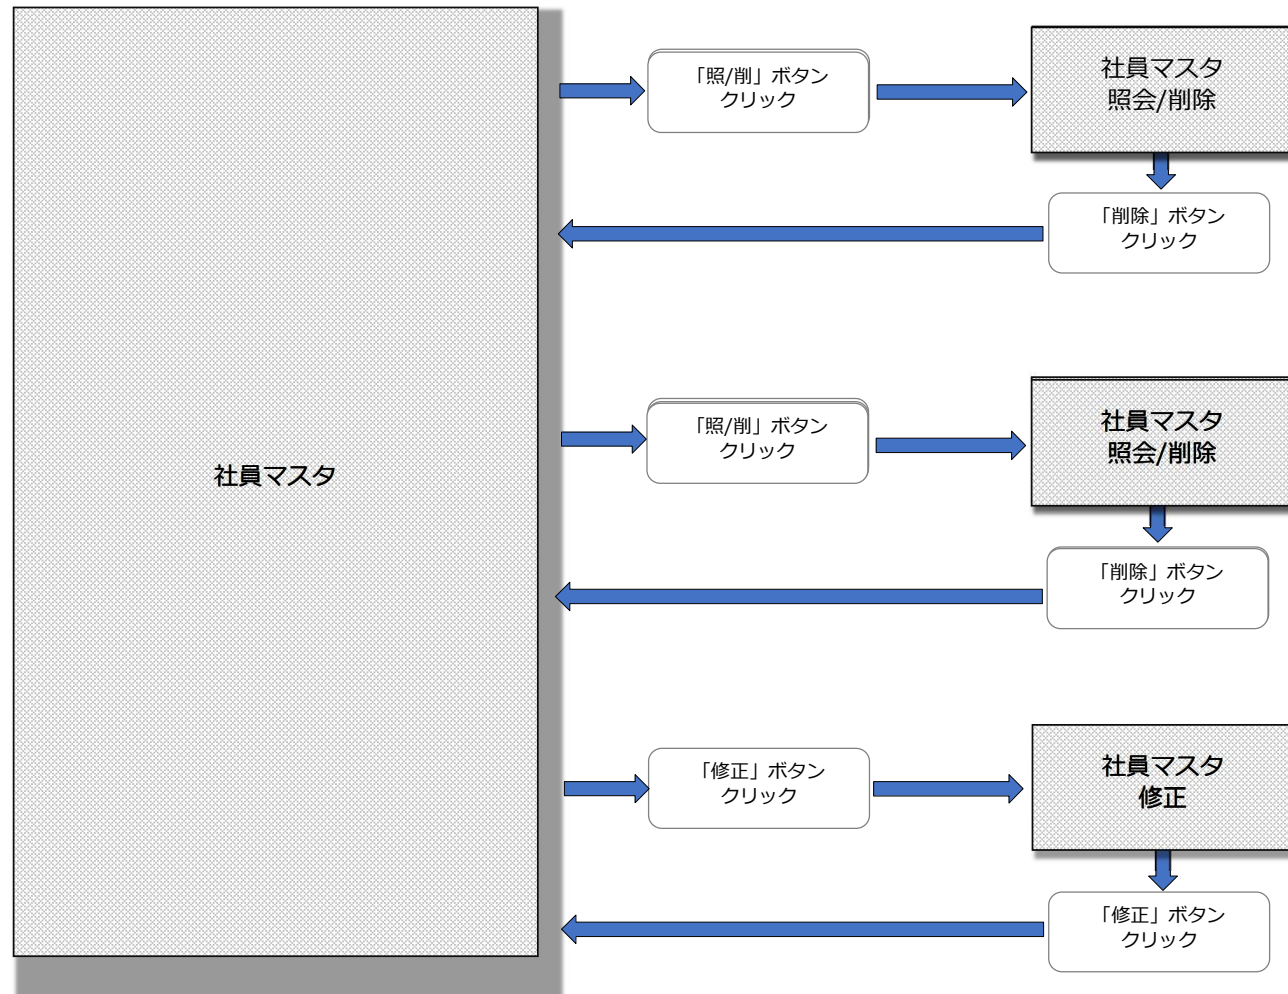 社員マスタ
「照/削」ボタン
クリック
社員マスタ
照会/削除
「削除」ボタン
クリック
「照/削」ボタン
クリック
社員マスタ
照会/削除
「削除」ボタン
クリック
「修正」ボタン
クリック
社員マスタ
修正
「修正」ボタン
クリック